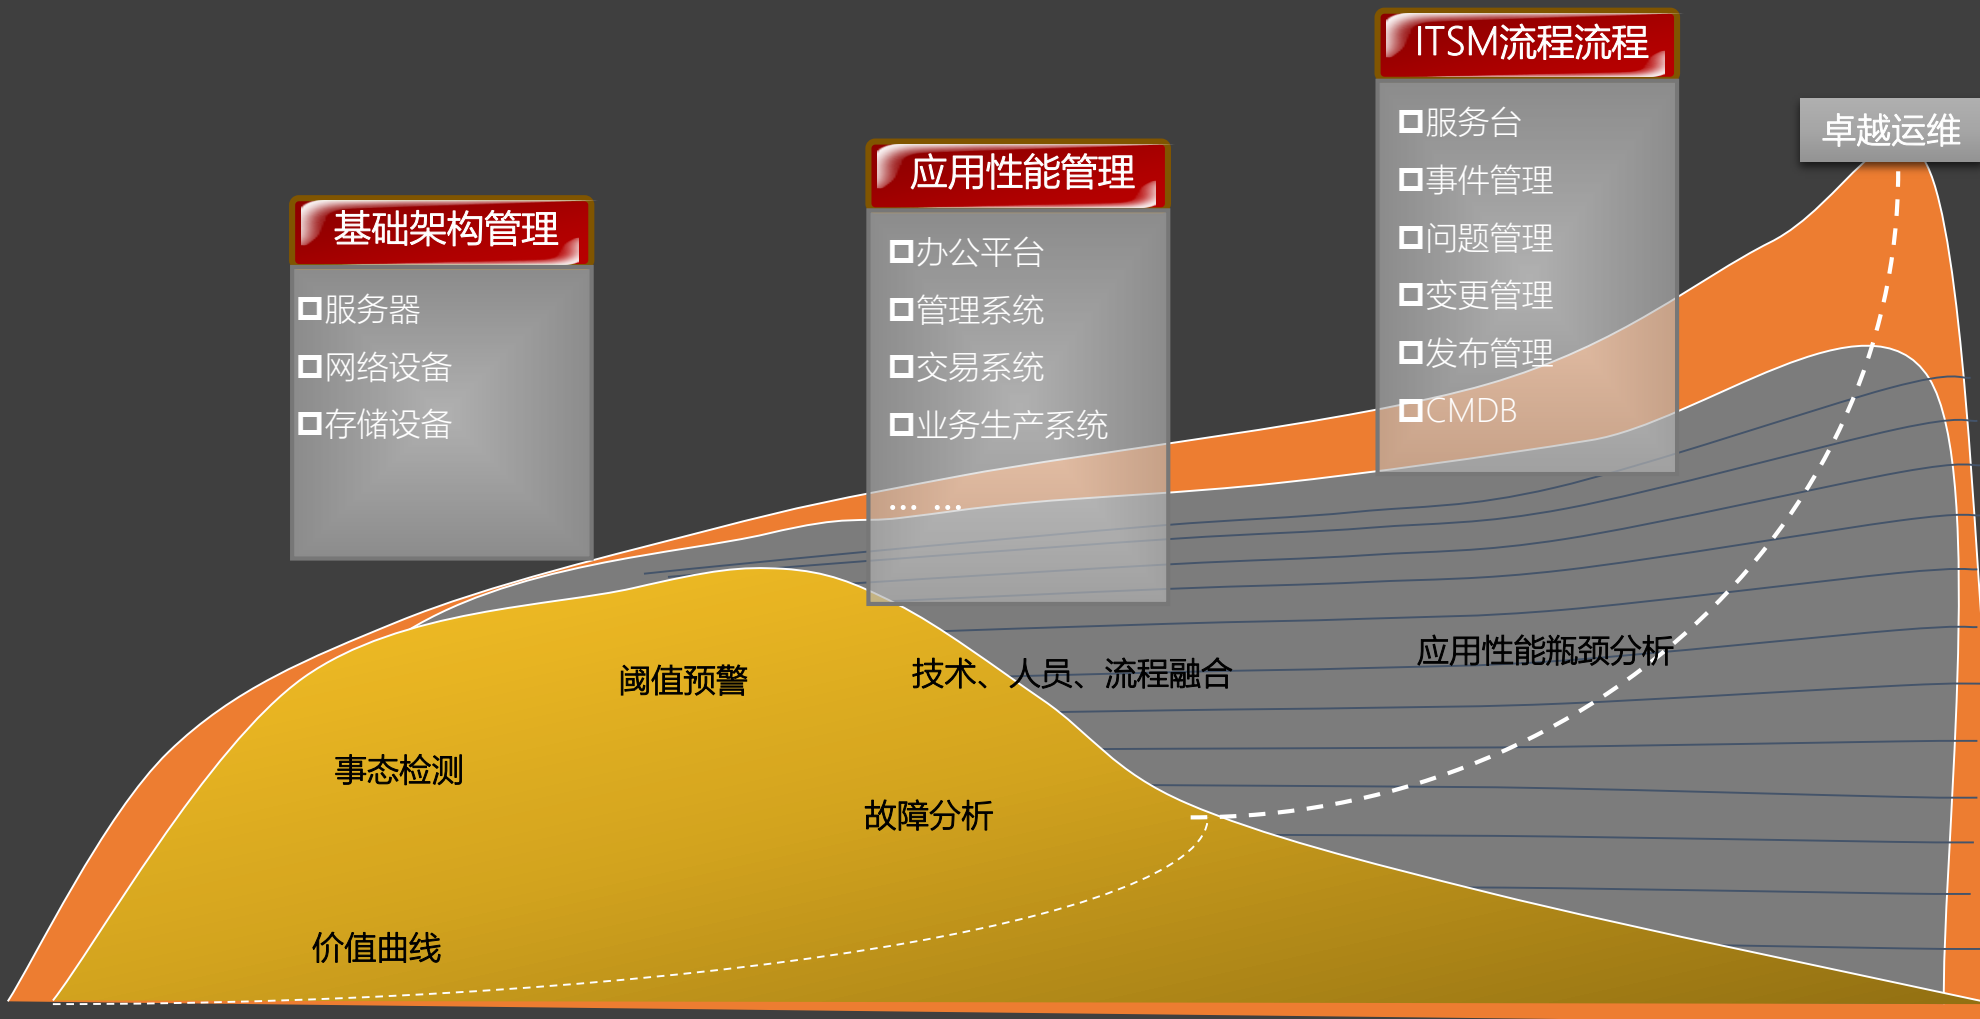 基础架构管理
服务器
网络设备
存储设备
应用性能管理
办公平台
管理系统
交易系统
业务生产系统
… …
ITSM流程流程
服务台
事件管理
问题管理
变更管理
发布管理
CMDB
卓越运维
阈值预警
技术、人员、流程融合
应用性能瓶颈分析
事态检测
故障分析
价值曲线